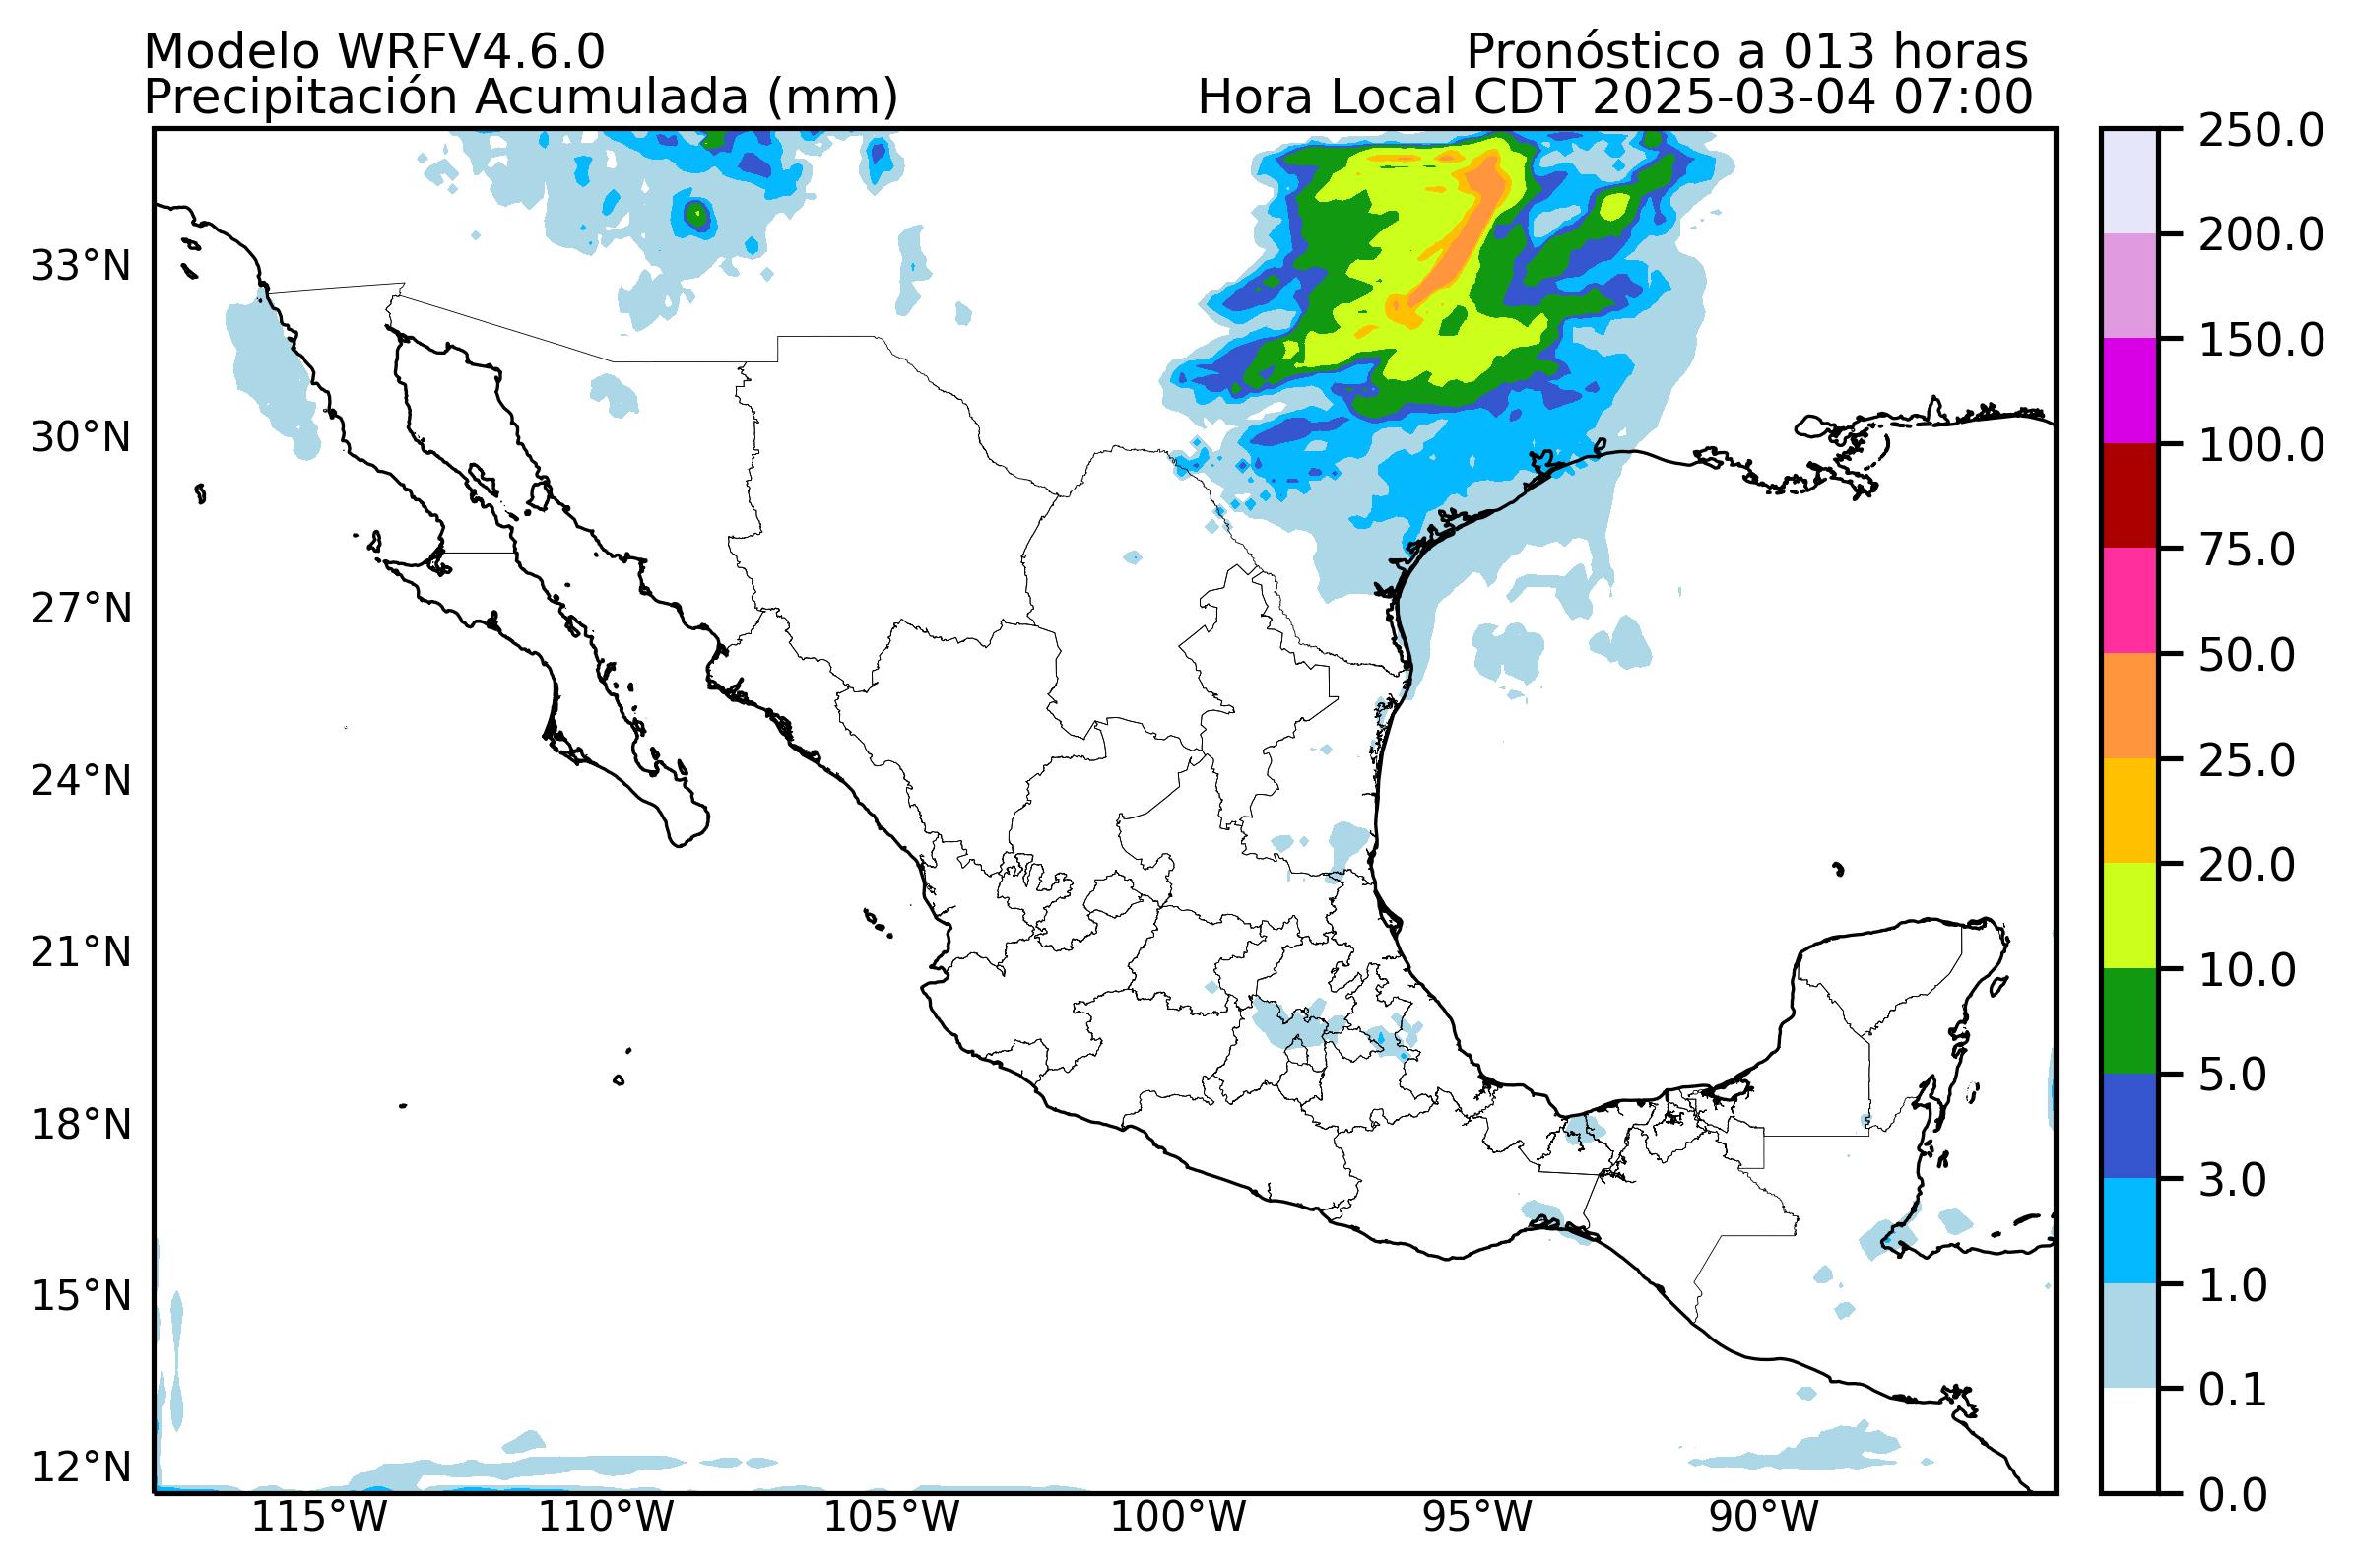 Modelo WRFV4.6.0
Pronóstico a 013 horas
Precipitación Acumulada (mm)
Hora Local CDT 2025-03-04 07:00
33°N
30°N
27°N
24°N
21°N
18°N
15°N
12°N
115°W
110°W
105°W
100°W
95°W
90°W
250.0
200.0
150.0
100.0
75.0
50.0
25.0
20.0
10.0
5.0
3.0
1.0
0.1
0.0